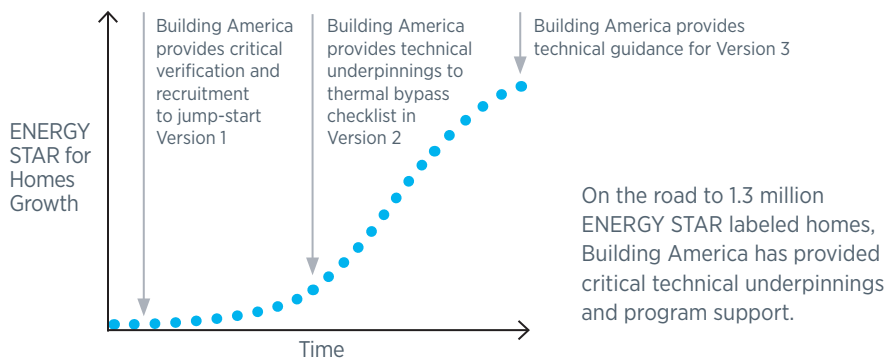 Building America
provides critical
verification and
recruitment
to jump-start
Version 1
Building America
provides technical
underpinnings to
thermal bypass
checklist in
Version 2
Building America provides
technical guidance for Version 3
ENERGY
STAR for
Homes
Growth
On the road to 1.3 million
ENERGY STAR labeled homes,
Building America has provided
critical technical underpinnings
and program support.
Time